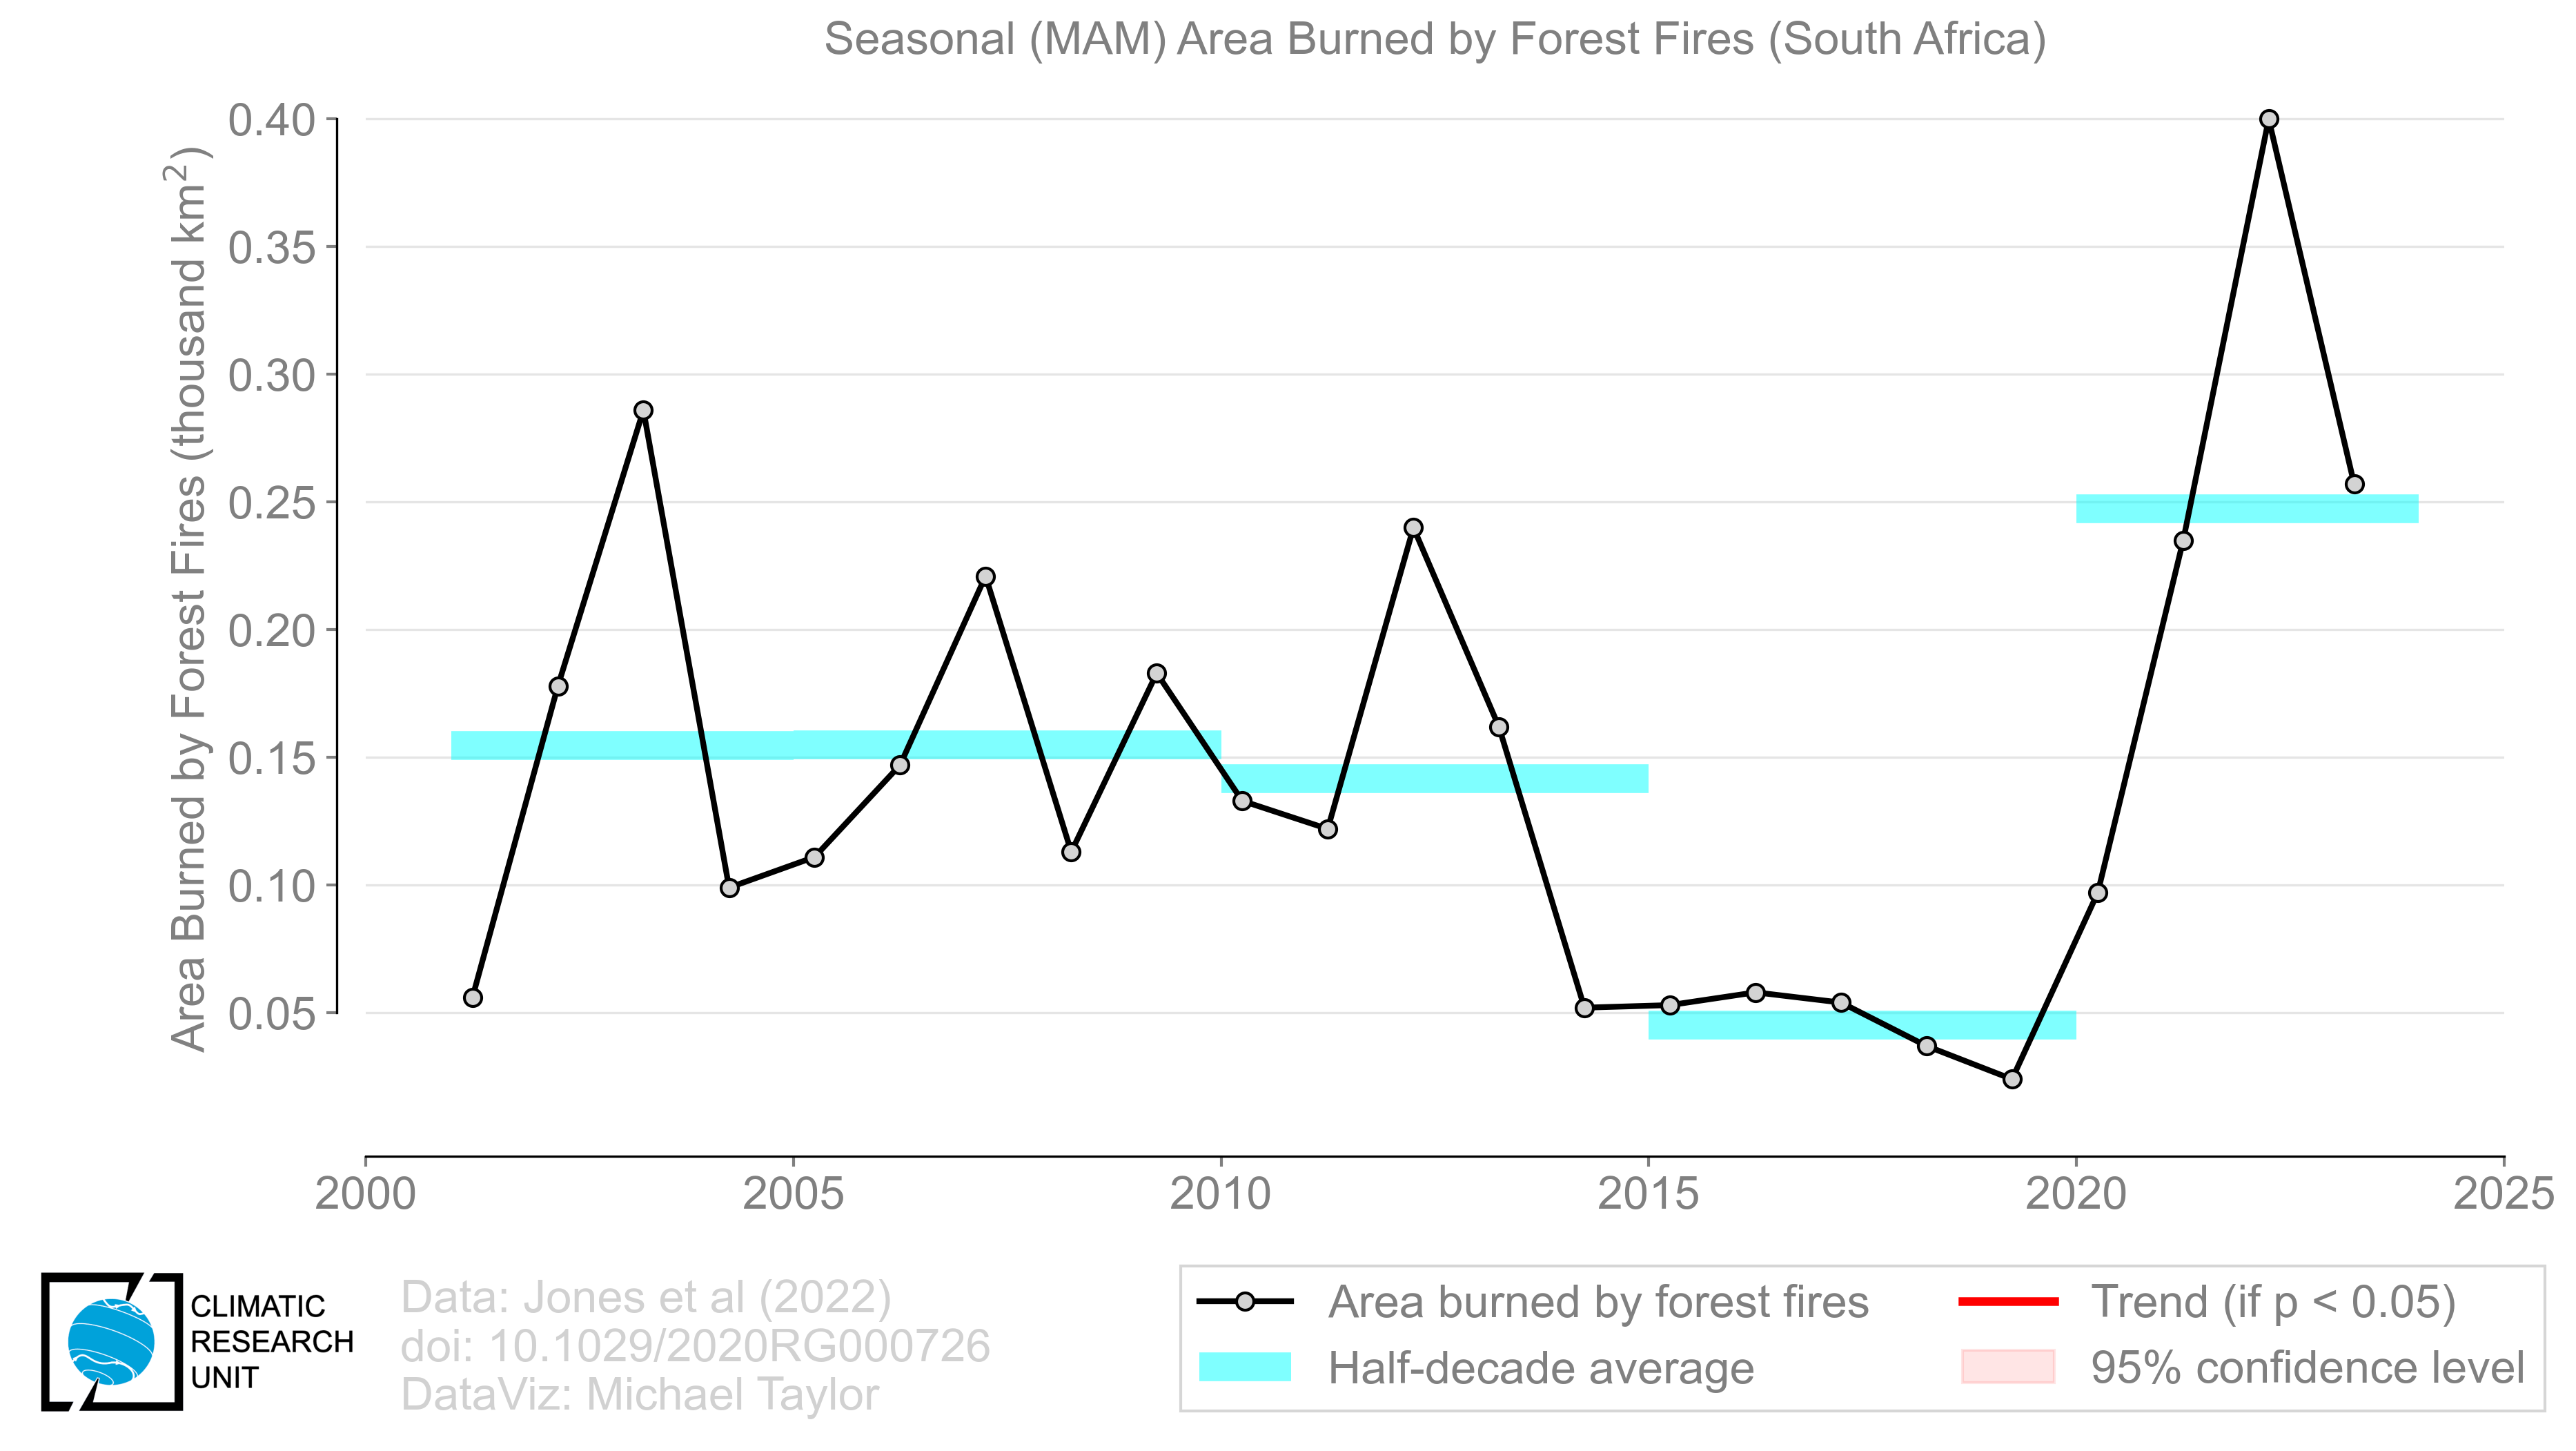 Seasonal (MAM) Area Burned by Forest Fires (South Africa)
Area Burned by Forest Fires (thousand km²)
0.40
0.35
0.30
0.25
0.20
0.15
0.10
0.05
2000 2005 2010 2015 2020 2025
CLIMATIC
RESEARCH
UNIT
Data: Jones et al (2022)
doi: 10.1029/2020RG000726
DataViz: Michael Taylor
Area burned by forest fires
Half-decade average
Trend (if p < 0.05)
95% confidence level